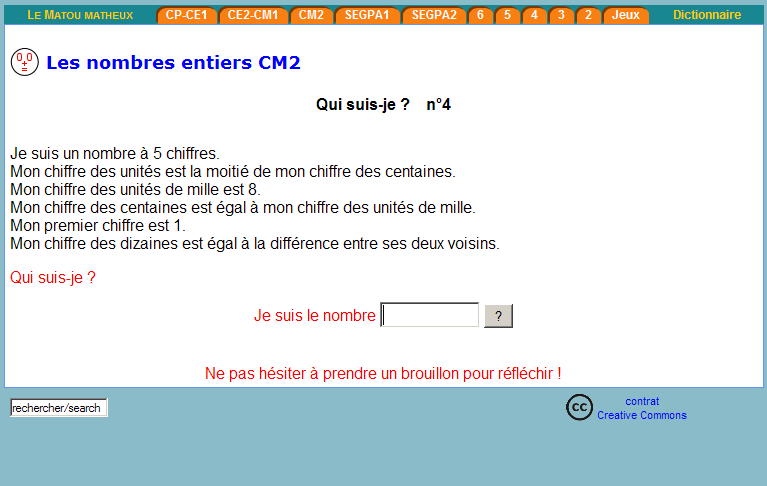 LE MATOU MATHEUX CP-CE1 CE2-CM1 CM2 SEGPA1 SEGPA2 6 5 4 3 2 Jeux Dictionnaire
Les nombres entiers CM2
Qui suis-je ? n°4
Je suis un nombre à 5 chiffres.
Mon chiffre des unités est la moitié de mon chiffre des centaines.
Mon chiffre des unités de mille est 8.
Mon chiffre des centaines est égal à mon chiffre des unités de mille.
Mon premier chiffre est 1.
Mon chiffre des dizaines est égal à la différence entre ses deux voisins.
Qui suis-je ?
Je suis le nombre ?
Ne pas hésiter à prendre un brouillon pour réfléchir !
rechercher/search
cc contrat
Creative Commons